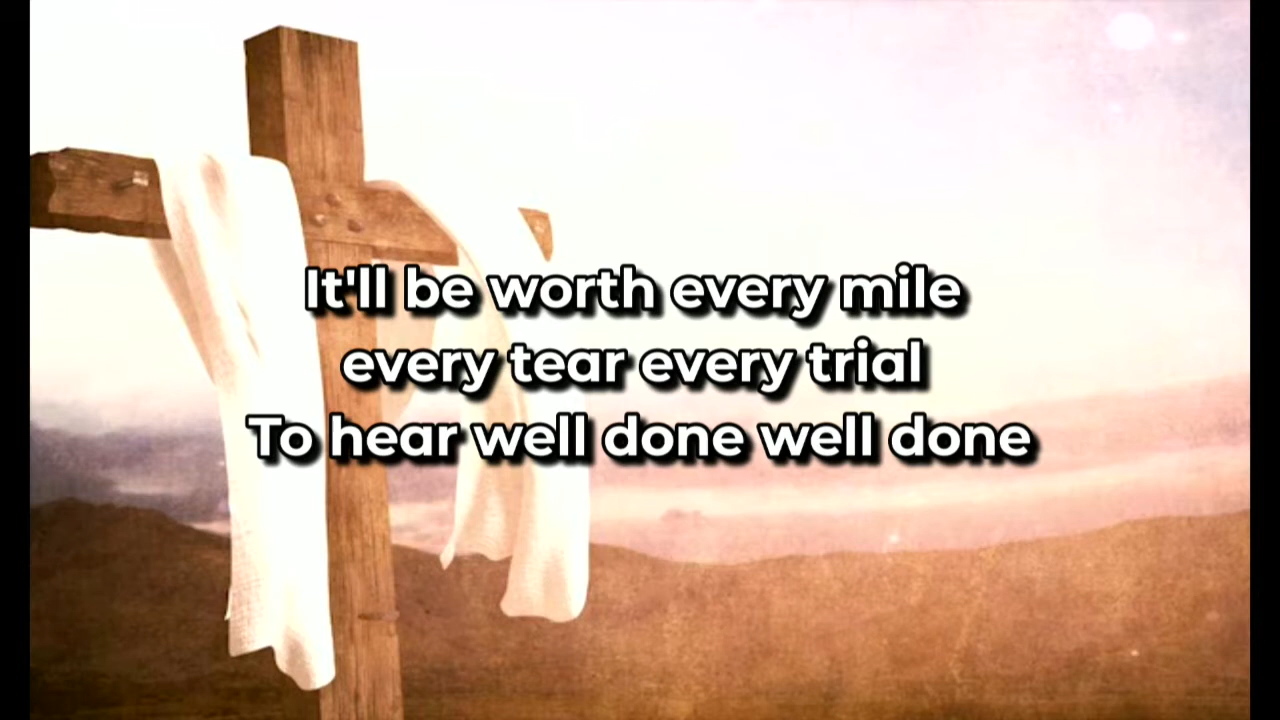 It'll be worth every mile
every tear every trial
To hear well done well done